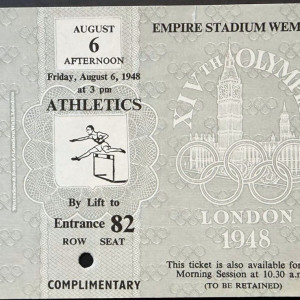 AUGUST
6
AFTERNOON
Friday, August 6, 1948
at 3 pm
ATHLETICS
By Lift to
Entrance 82
ROW SEAT
COMPLIMENTARY
EMPIRE STADIUM WEM
XIVTH OLYMP
LONDON
1948
This ticket is also available for
Morning Session at 10.30 a.
(TO BE RETAINED)